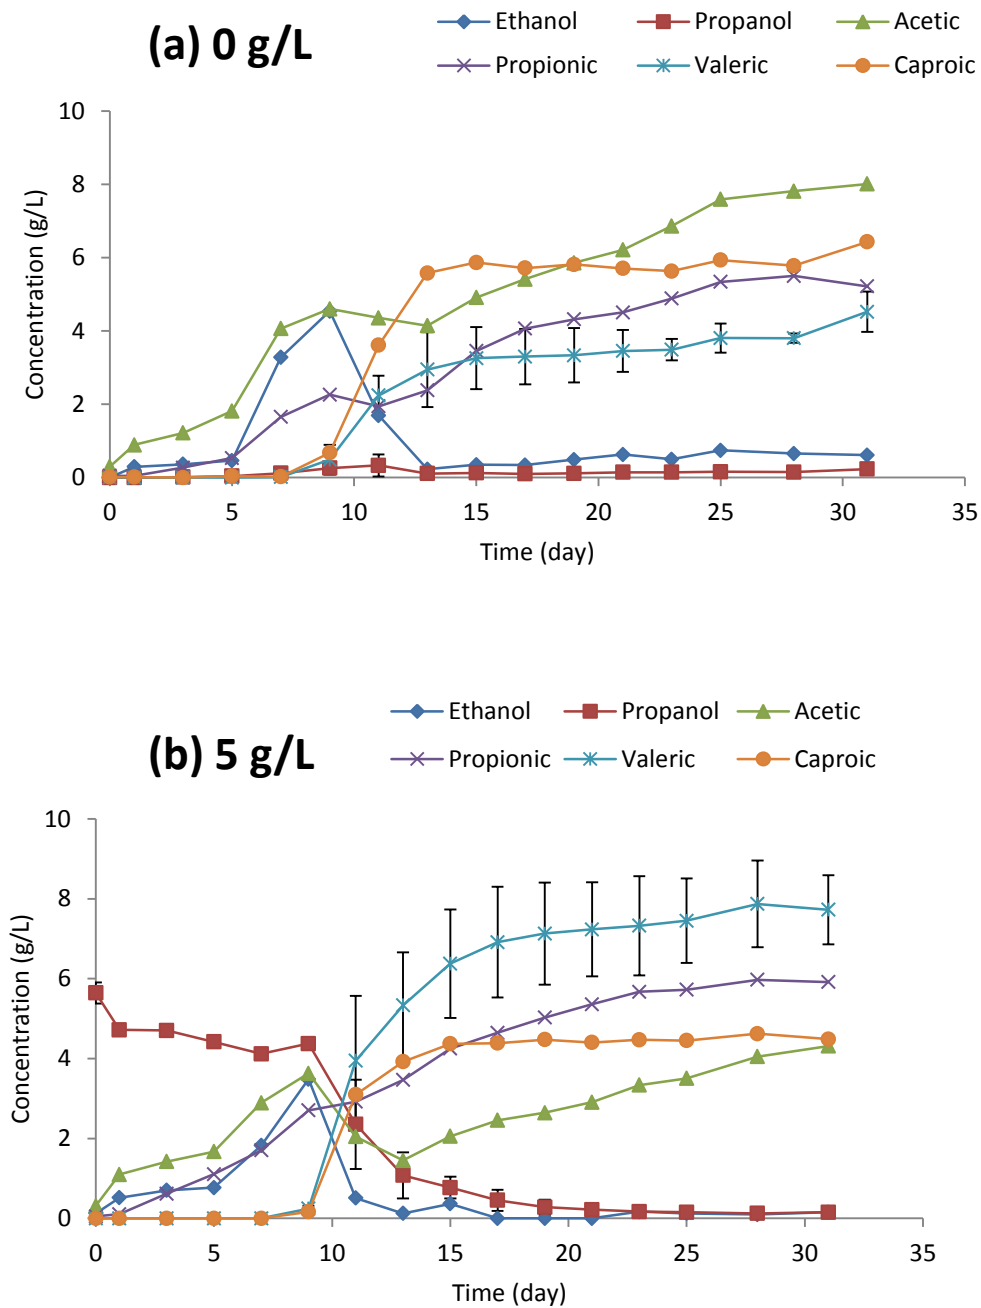 (a) 0 g/L
Ethanol Propanol Acetic
Propionic Valeric Caproic
10
8
6
4
2
0
Concentration (g/L)
0 5 10 15 20 25 30 35
Time (day)
(b) 5 g/L
Ethanol Propanol Acetic
Propionic Valeric Caproic
10
8
6
4
2
0
Concentration (g/L)
0 5 10 15 20 25 30 35
Time (day)